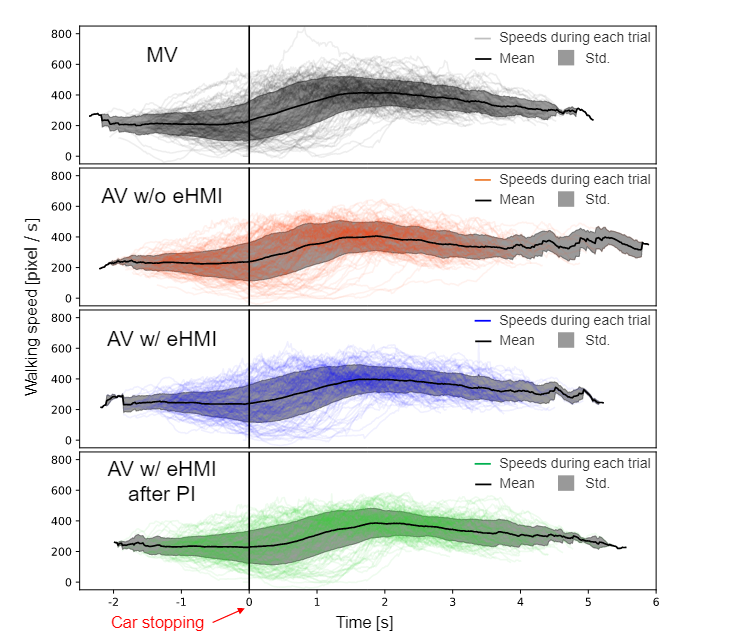 MV
Speeds during each trial
Mean Std.
800
600
400
200
0
AV w/o eHMI
Speeds during each trial
Mean Std.
800
600
400
200
0
AV w/ eHMI
Speeds during each trial
Mean Std.
800
600
400
200
0
AV w/ eHMI
after PI
Speeds during each trial
Mean Std.
800
600
400
200
0
Walking speed [pixel / s]
-2 -1 0 1 2 3 4 5 6
Car stopping
Time [s]